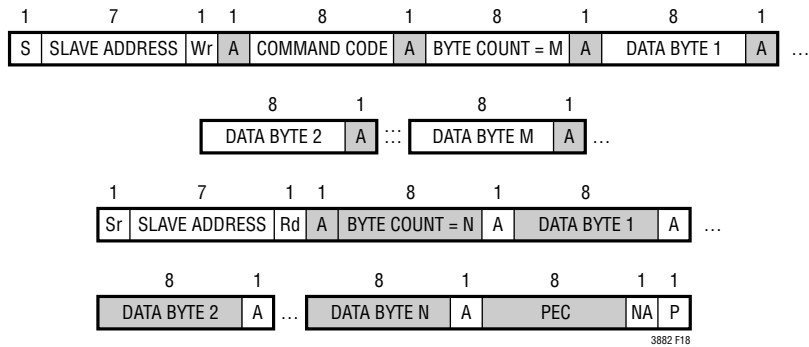 1 7 1 1 8 1 8 1 8 1
S SLAVE ADDRESS Wr A COMMAND CODE A BYTE COUNT = M A DATA BYTE 1 A …
8 1 8 1
DATA BYTE 2 A … DATA BYTE M A …
1 7 1 1 8 1 8 1
Sr SLAVE ADDRESS Rd A BYTE COUNT = N A DATA BYTE 1 A …
8 1 8 1 8 1 1
DATA BYTE 2 A … DATA BYTE N A PEC NA P
3882 F18